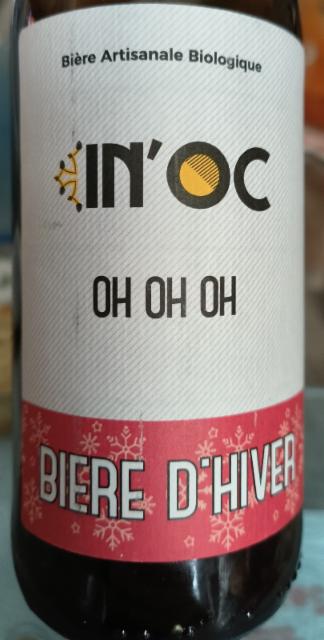 Bière Artisanale Biologique
IN'OC
OH OH OH
BIERE D'HIVER